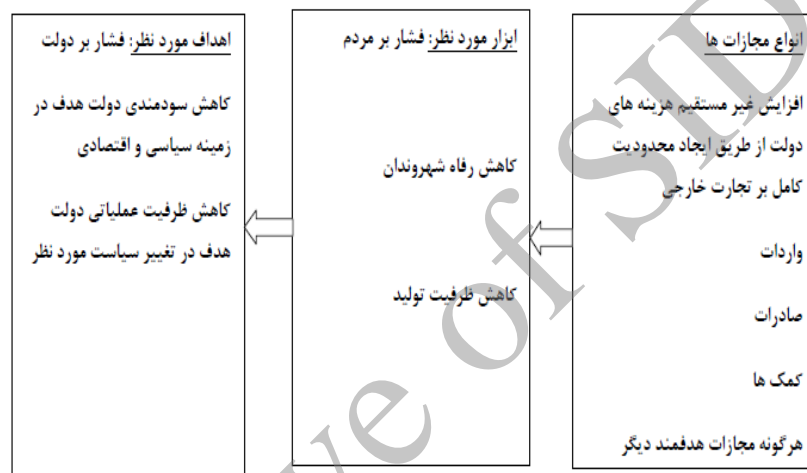 انواع مجازات ها
افزایش غیر مستقیم هزینه های
دولت از طریق ایجاد محدودیت
کامل بر تجارت خارجی
واردات
صادرات
کمک ها
هرگونه مجازات هدفمند دیگر
ابزار مورد نظر: فشار بر مردم
کاهش رفاه شهروندان
کاهش ظرفیت تولید
اهداف مورد نظر: فشار بر دولت
کاهش سودمندی دولت هدف در
زمینه سیاسی و اقتصادی
کاهش ظرفیت عملیاتی دولت
هدف در تغییر سیاست مورد نظر
ve of SID